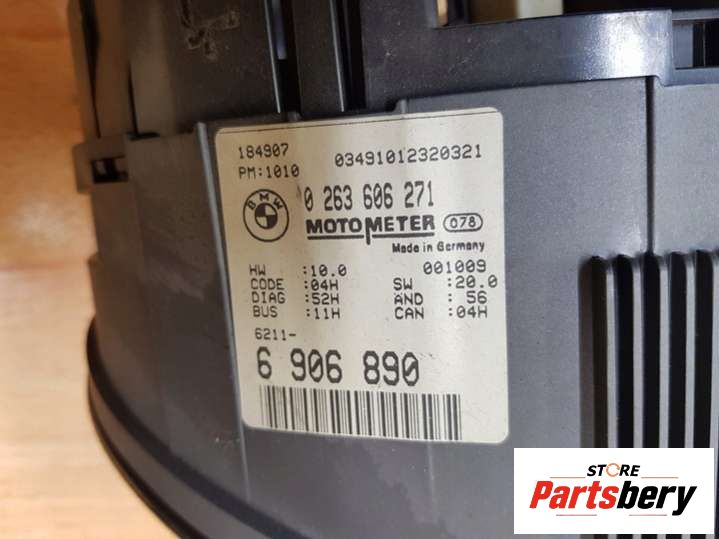 184907 03491012320321
PM:1010
BMW
0 263 606 271
MOTOMETER 078
Made in Germany
HW :10.0 001009
CODE :04H SW :20.0
DIAG :52H AND : 56
BUS :11H CAN :04H
6211-
6 906 890
STORE
Partsbery